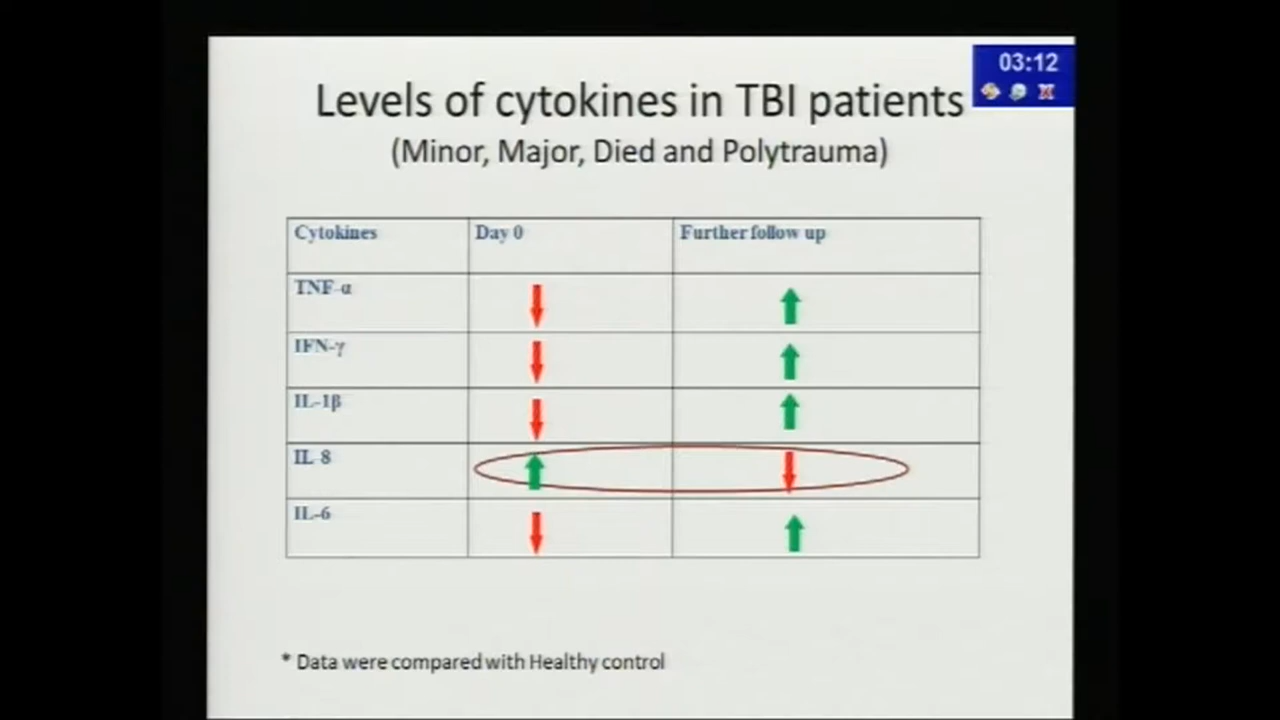 03:12
Levels of cytokines in TBI patients
(Minor, Major, Died and Polytrauma)
Cytokines Day 0 Further follow up
TNF-α
IFN-γ
IL-1β
IL-8
IL-6
* Data were compared with Healthy control